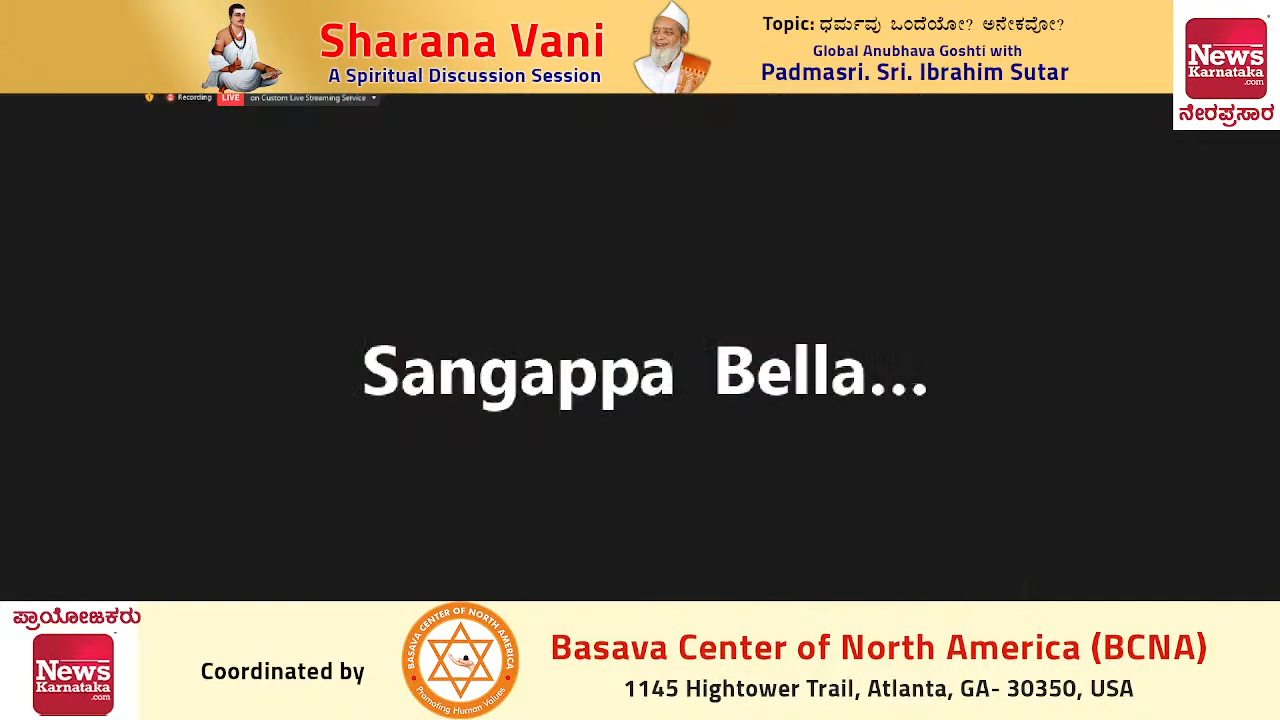 Sharana Vani
A Spiritual Discussion Session
Topic: ಧರ್ಮವು ಒಂದೆಯೋ? ಅನೇಕವೋ?
Global Anubhava Goshti with
Padmasri. Sri. Ibrahim Sutar
News
Karnataka
.com
ನೇರಪ್ರಸಾರ
Recording LIVE on Custom Live Streaming Service
Sangappa Bella...
ಪ್ರಾಯೋಜಕರು
News
Karnataka
.com
Coordinated by
BASAVA CENTER OF NORTH AMERICA
Promoting Human Values
Basava Center of North America (BCNA)
1145 Hightower Trail, Atlanta, GA- 30350, USA